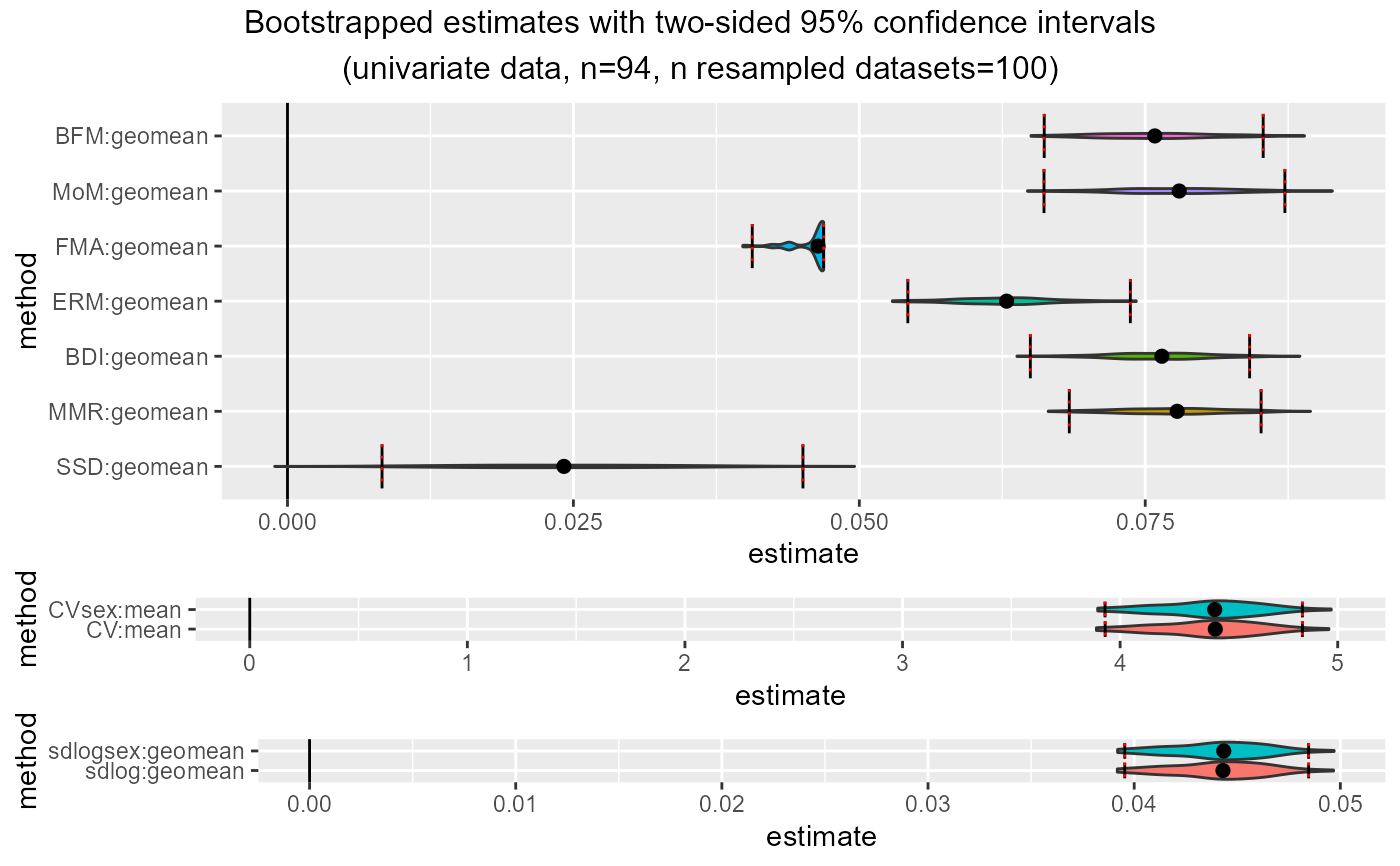 Bootstrapped estimates with two-sided 95% confidence intervals
(univariate data, n=94, n resampled datasets=100)
method
BFM:geomean
MoM:geomean
FMA:geomean
ERM:geomean
BDI:geomean
MMR:geomean
SSD:geomean
0.000 0.025 0.050 0.075
estimate
method
CVsex:mean
CV:mean
0 1 2 3 4 5
estimate
method
sdlogsex:geomean
sdlog:geomean
0.00 0.01 0.02 0.03 0.04 0.05
estimate